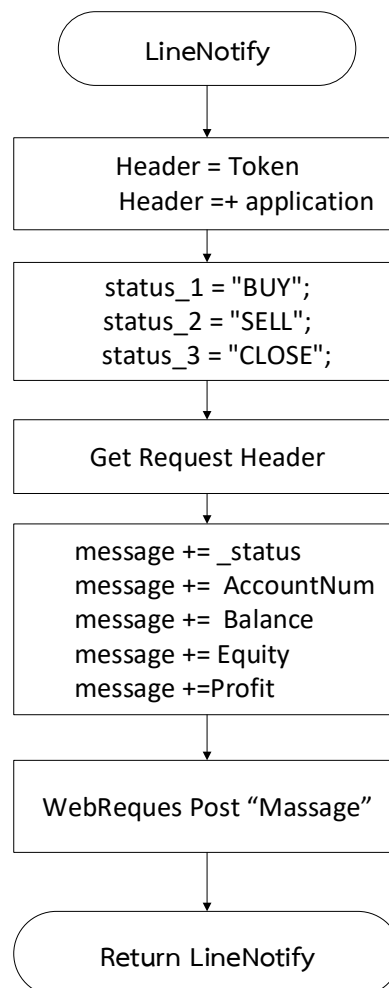 LineNotify
Header = Token
Header =+ application
status_1 = "BUY";
status_2 = "SELL";
status_3 = "CLOSE";
Get Request Header
message += _status
message += AccountNum
message += Balance
message += Equity
message +=Profit
WebReques Post “Massage”
Return LineNotify